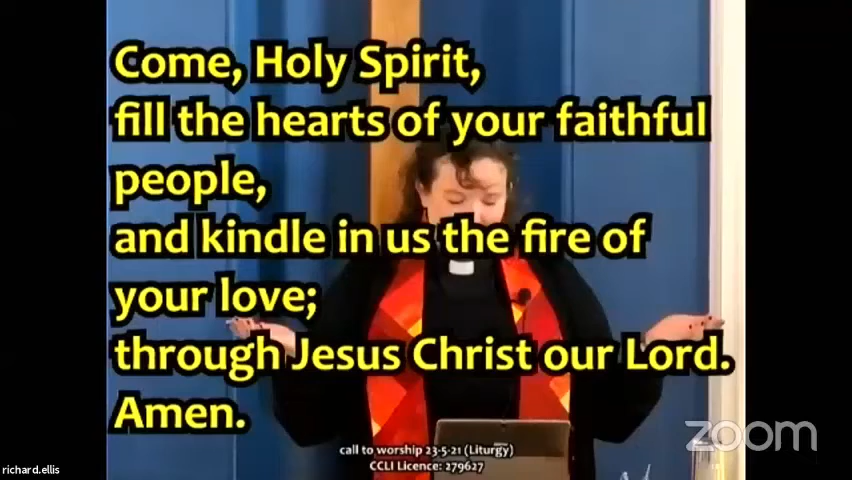 Come, Holy Spirit,
fill the hearts of your faithful
people,
and kindle in us the fire of
your love;
through Jesus Christ our Lord.
Amen.
call to worship 23-5-21 (Liturgy)
CCLI Licence: 279627
zoom
richard.ellis